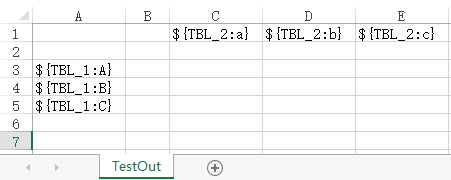 A B C D E
1 ${TBL_2:a} ${TBL_2:b} ${TBL_2:c}
2
3 ${TBL_1:A}
4 ${TBL_1:B}
5 ${TBL_1:C}
6
7
TestOut